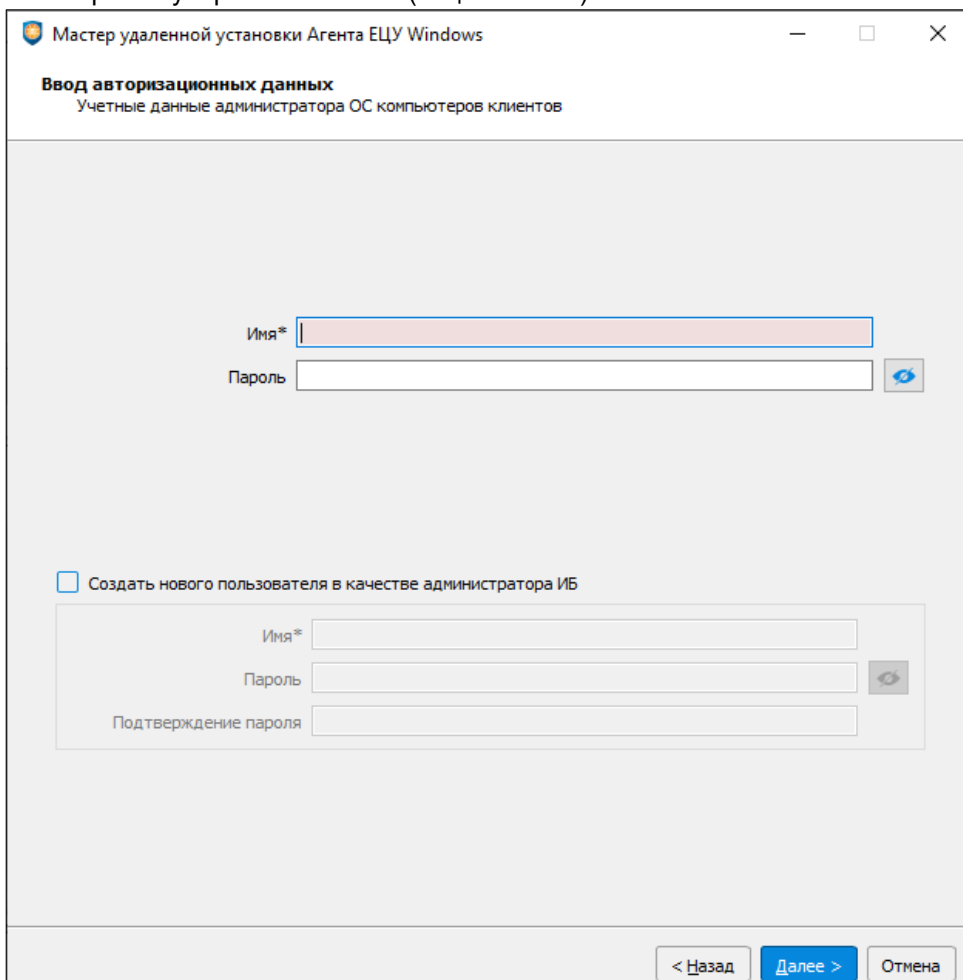 Мастер удаленной установки Агента ЕЦУ Windows
Ввод авторизационных данных
Учетные данные администратора ОС компьютеров клиентов
Имя*
Пароль
Создать нового пользователя в качестве администратора ИБ
Имя*
Пароль
Подтверждение пароля
< Назад Далее > Отмена